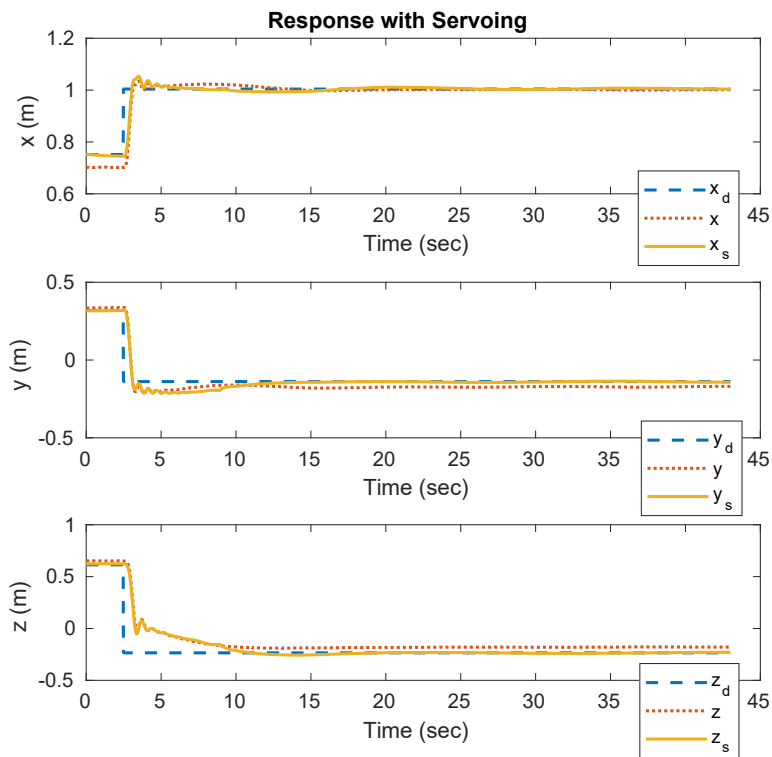 Response with Servoing
x (m)
1.2
1
0.8
0.6
0 5 10 15 20 25 30 35 40 45
Time (sec)
x_d
x
x_s
y (m)
0.5
0
-0.5
0 5 10 15 20 25 30 35 40 45
Time (sec)
y_d
y
y_s
z (m)
1
0.5
0
-0.5
0 5 10 15 20 25 30 35 45
Time (sec)
z_d
z
z_s